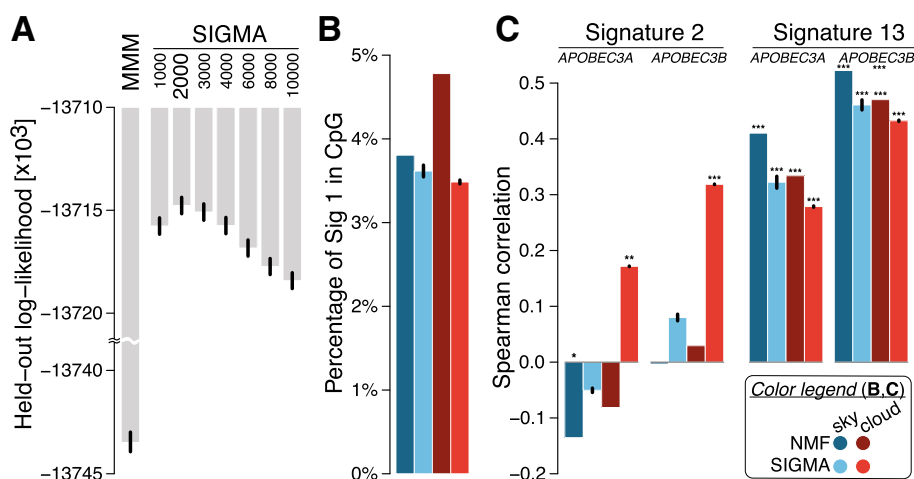 A
MMM
SIGMA
1000
2000
3000
4000
6000
8000
10000
Held−out log−likelihood [x10³]
−13710
−13715
−13720
−13740
−13745
B
Percentage of Sig 1 in CpG
5%
4%
3%
2%
1%
0%
C
Signature 2
Signature 13
APOBEC3A
APOBEC3B
APOBEC3A
APOBEC3B
Spearman correlation
0.5
0.4
0.3
0.2
0.1
0.0
−0.1
−0.2
*
**
***
***
***
***
***
***
***
***
***
Color legend (B,C)
sky
cloud
NMF
SIGMA